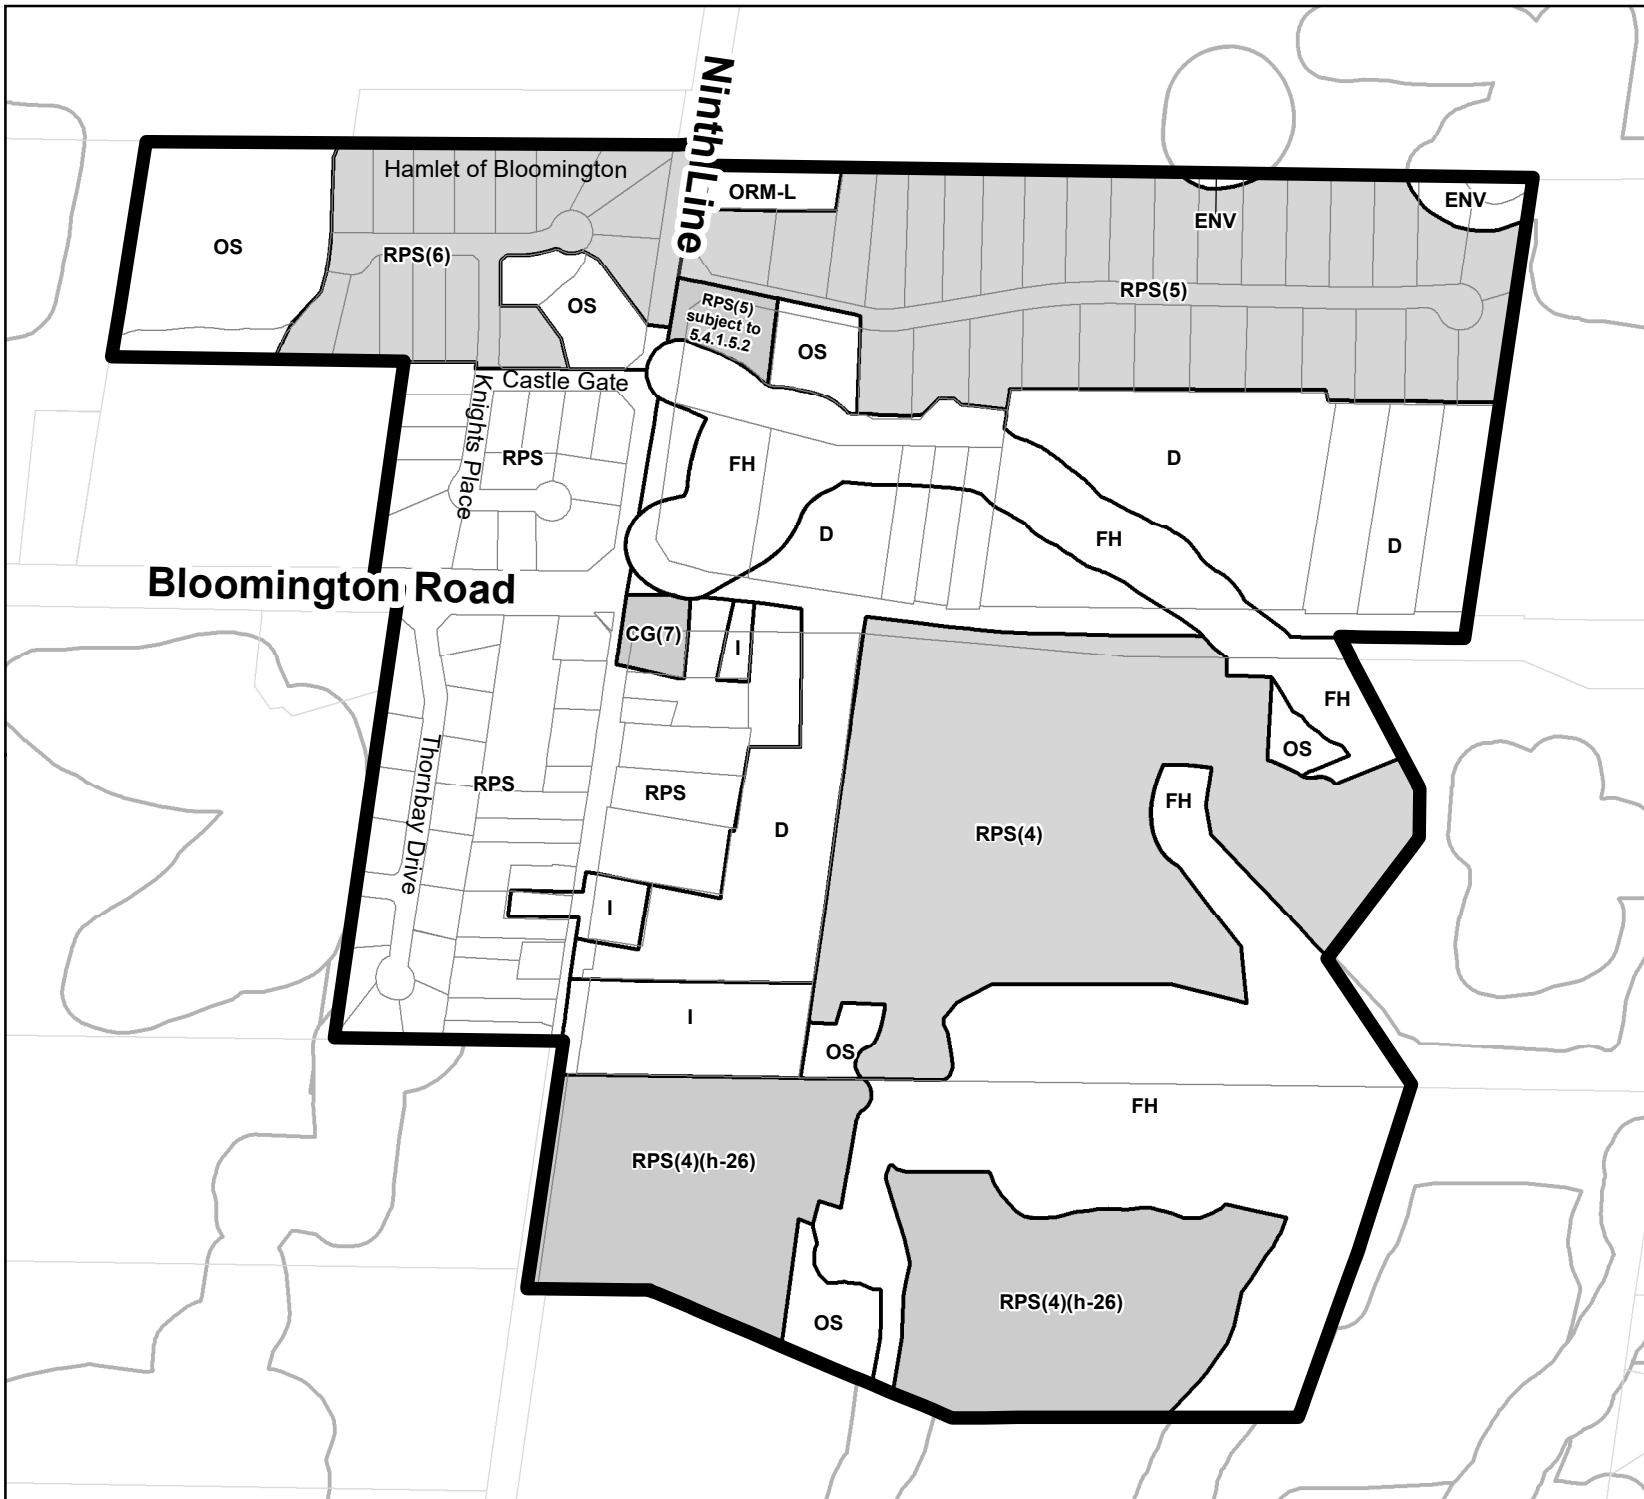 Ninth Line
Hamlet of Bloomington
ORM-L
ENV
ENV
OS
RPS(6)
RPS(5)
OS
RPS(5)
subject to
5.4.1.5.2
OS
Castle Gate
Knights Place
RPS
FH
D
D
FH
D
Bloomington Road
CG(7)
I
FH
OS
Thornbay Drive
RPS
RPS
D
RPS(4)
FH
I
I
OS
FH
RPS(4)(h-26)
RPS(4)(h-26)
OS